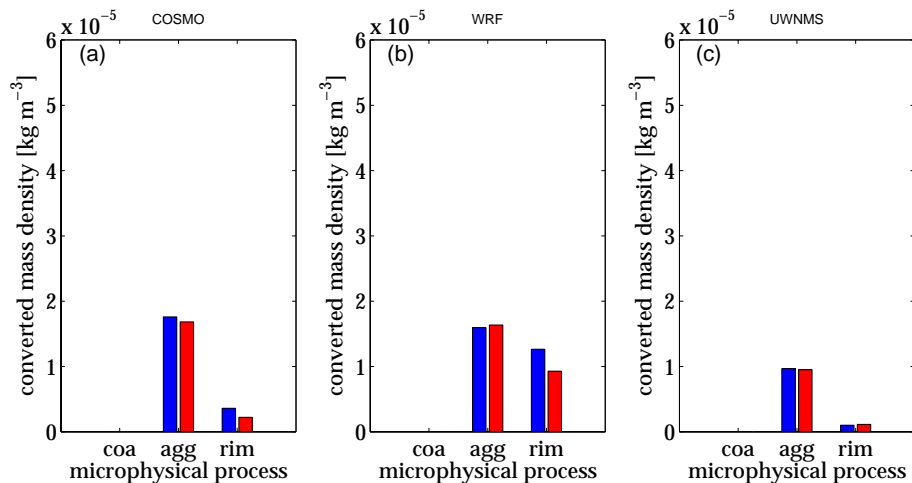 COSMO
x 10⁻⁵
(a)
6
5
4
3
2
1
0
converted mass density [kg m⁻³]
coa agg rim
microphysical process
WRF
x 10⁻⁵
(b)
6
5
4
3
2
1
0
converted mass density [kg m⁻³]
coa agg rim
microphysical process
UWNMS
x 10⁻⁵
(c)
6
5
4
3
2
1
0
converted mass density [kg m⁻³]
coa agg rim
microphysical process